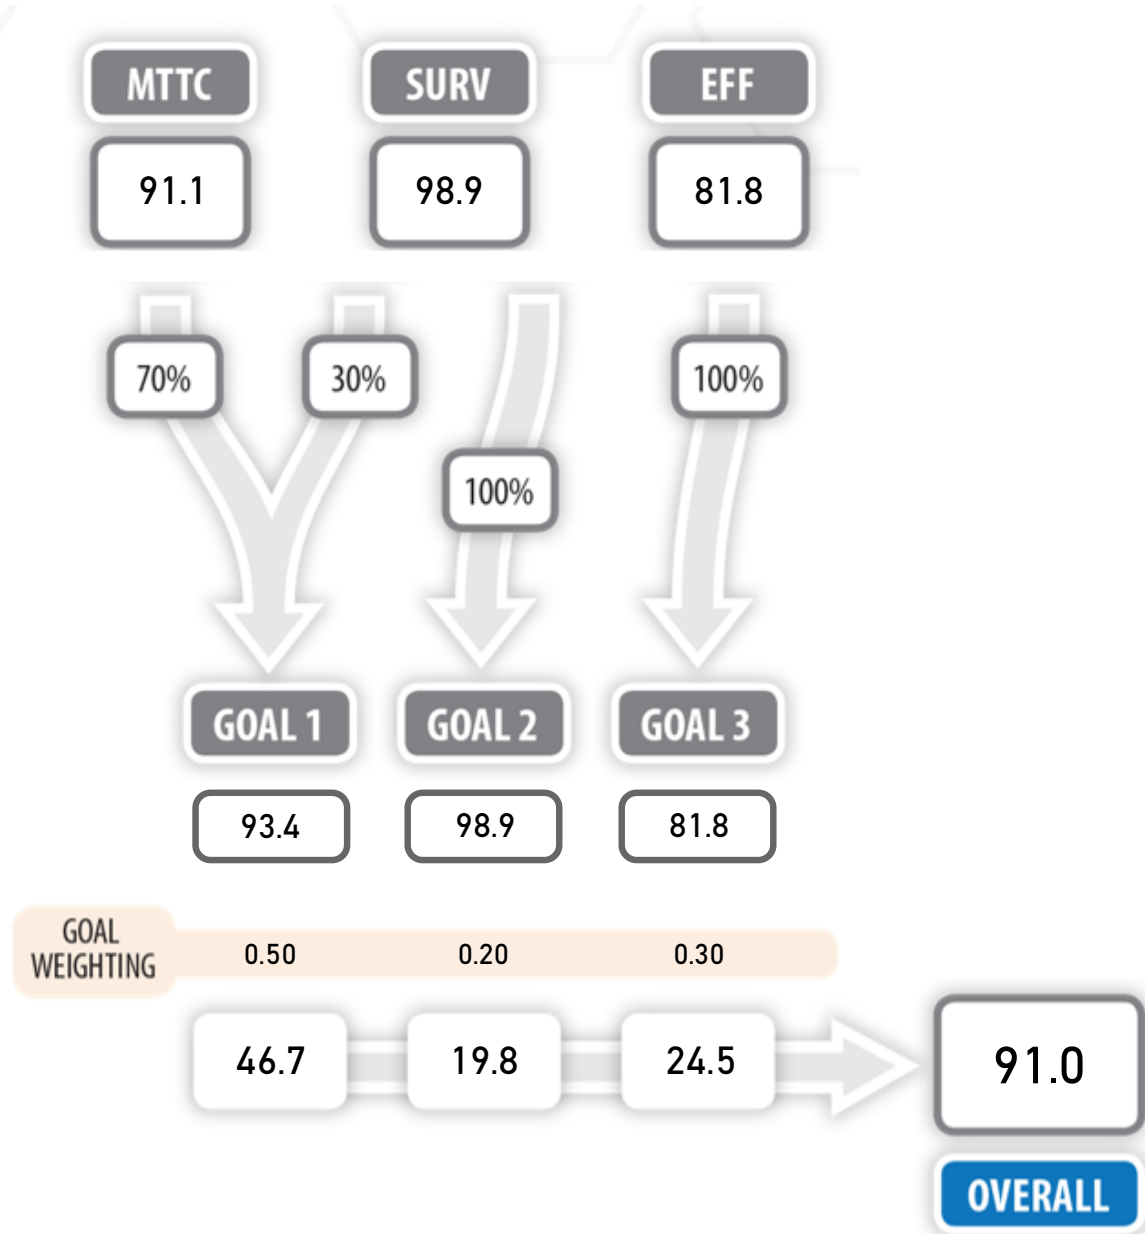 MTTC SURV EFF
91.1 98.9 81.8
70% 30% 100%
100%
GOAL 1 GOAL 2 GOAL 3
93.4 98.9 81.8
GOAL
WEIGHTING
0.50 0.20 0.30
46.7 19.8 24.5 91.0
OVERALL